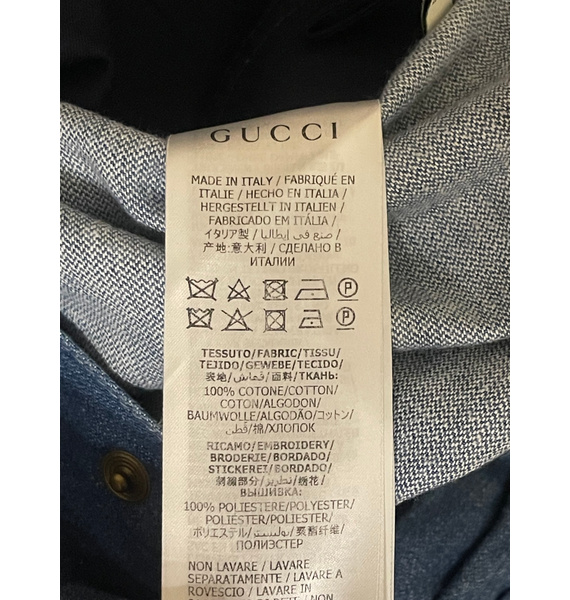 GUCCI
MADE IN ITALY / FABRIQUÉ EN
ITALIE / HECHO EN ITALIA /
HERGESTELLT IN ITALIEN /
FABRICADO EM ITÁLIA /
イタリア製 / صنع في إيطاليا /
产地:意大利 / СДЕЛАНО В
ИТАЛИИ
P
P
TESSUTO/FABRIC/TISSU/
TEJIDO/GEWEBE/TECIDO/
表地/قماش/面料/ТКАНЬ:
100% COTONE/COTTON/
COTON/ALGODON/
BAUMWOLLE/ALGODÃO/コットン/
قطن/棉/ХЛОПОК
RICAMO/EMBROIDERY/
BRODERIE/BORDADO/
STICKEREI/BORDADO/
刺繍部分/تطريز/绣花/
ВЫШИВКА:
100% POLIESTERE/POLYESTER/
POLIESTER/POLIESTER/
ポリエステル/بوليستر/聚酯纤维/
ПОЛИЭСТЕР
NON LAVARE / LAVARE
SEPARATAMENTE / LAVARE A
ROVESCIO / LAVARE IN